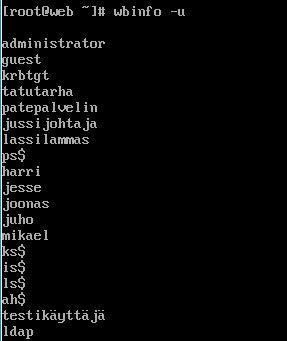 [root@web ~]# wbinfo -u
administrator
guest
krbtgt
tatutarha
patepalvelin
jussijohtaja
lassilammas
ps$
harri
jesse
joonas
juho
mikael
ks$
is$
ls$
ah$
testikäyttäjä
ldap